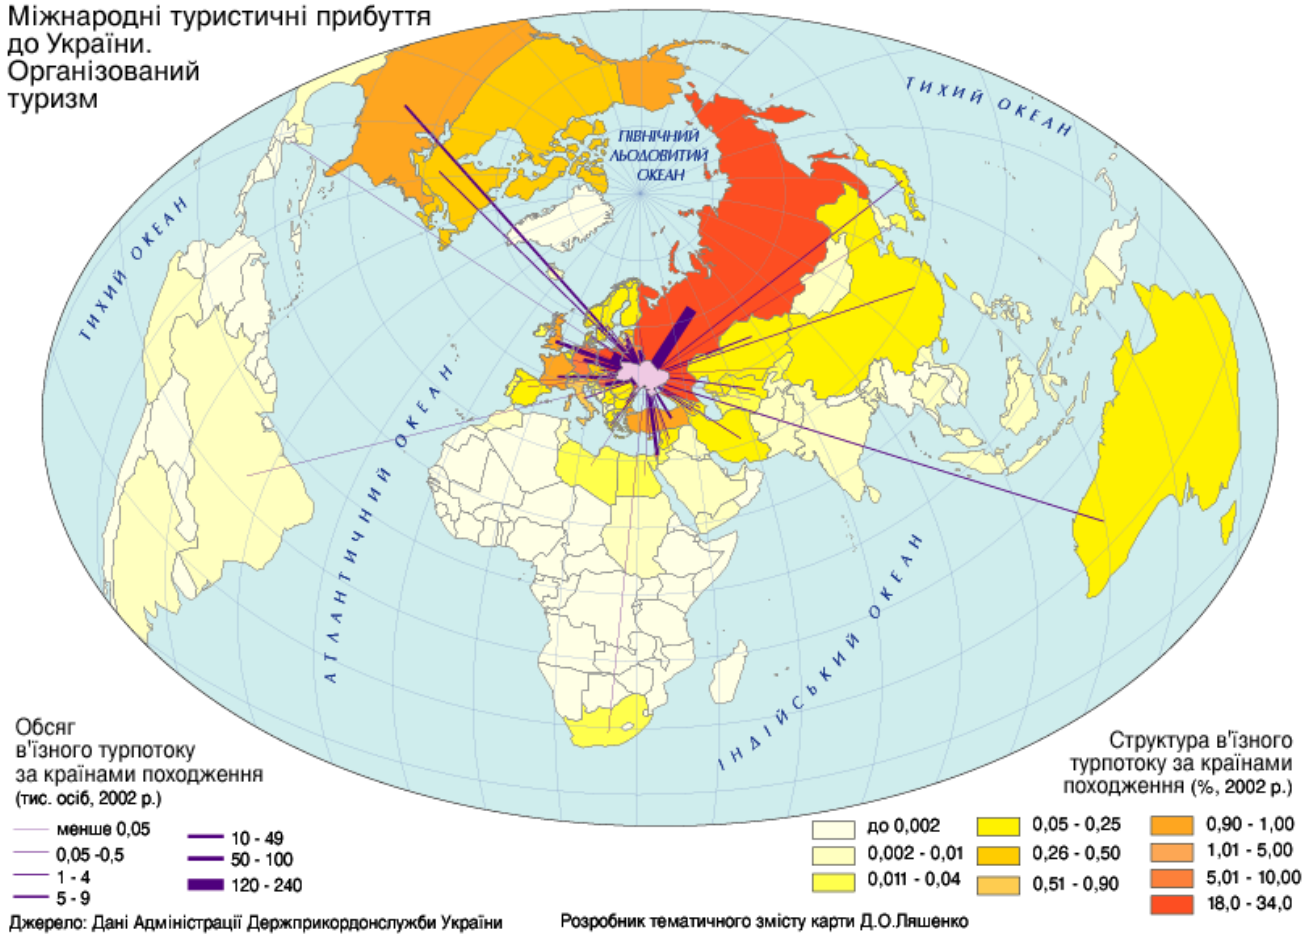 Міжнародні туристичні прибуття
до України.
Організований
туризм
ТИХИЙ ОКЕАН
ПІВНІЧНИЙ
ЛЬОДОВИТИЙ
ОКЕАН
ТИХИЙ ОКЕАН
АТЛАНТИЧНИЙ ОКЕАН
ІНДІЙСЬКИЙ ОКЕАН
Обсяг
в'їзного турпотоку
за країнами походження
(тис. осіб, 2002 р.)
менше 0,05
0,05 -0,5
1 - 4
5 - 9
10 - 49
50 - 100
120 - 240
Структура в'їзного
турпотоку за країнами
походження (%, 2002 р.)
до 0,002
0,002 - 0,01
0,011 - 0,04
0,05 - 0,25
0,26 - 0,50
0,51 - 0,90
0,90 - 1,00
1,01 - 5,00
5,01 - 10,00
18,0 - 34,0
Джерело: Дані Адміністрації Держприкордонслужби України
Розробник тематичного змісту карти Д.О.Ляшенко